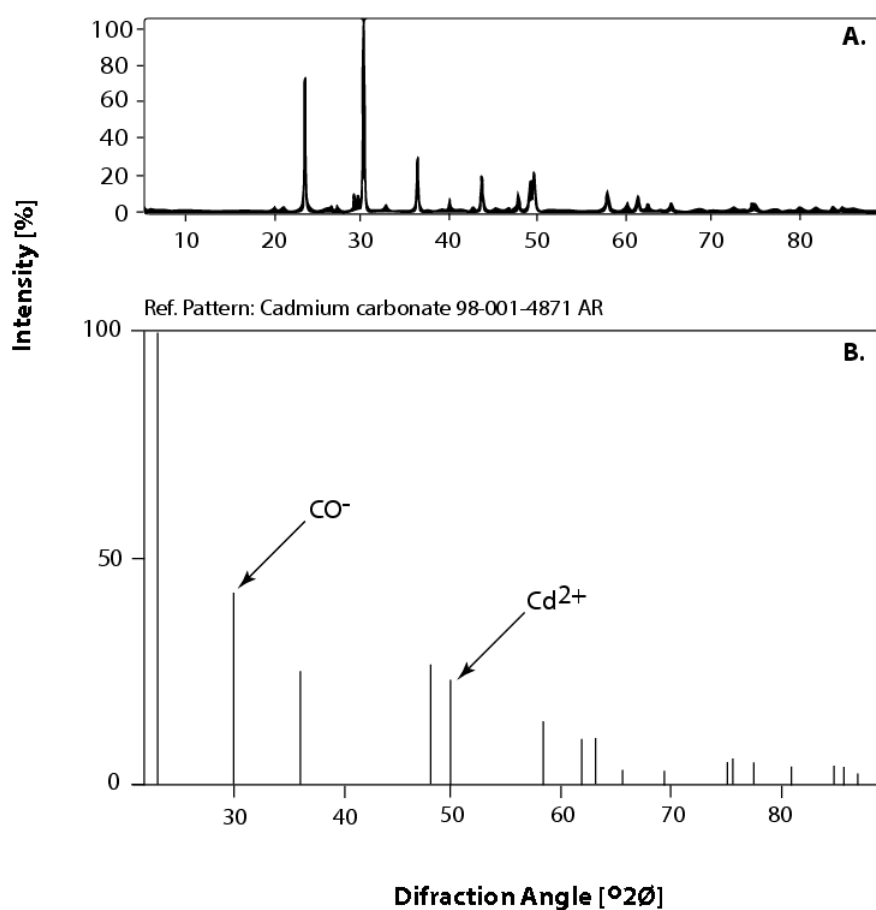 A.
100
80
60
40
20
0
10 20 30 40 50 60 70 80
Intensity [%]
Ref. Pattern: Cadmium carbonate 98-001-4871 AR
B.
100
CO-
50
Cd2+
0
30 40 50 60 70 80
Difraction Angle [º2Ø]